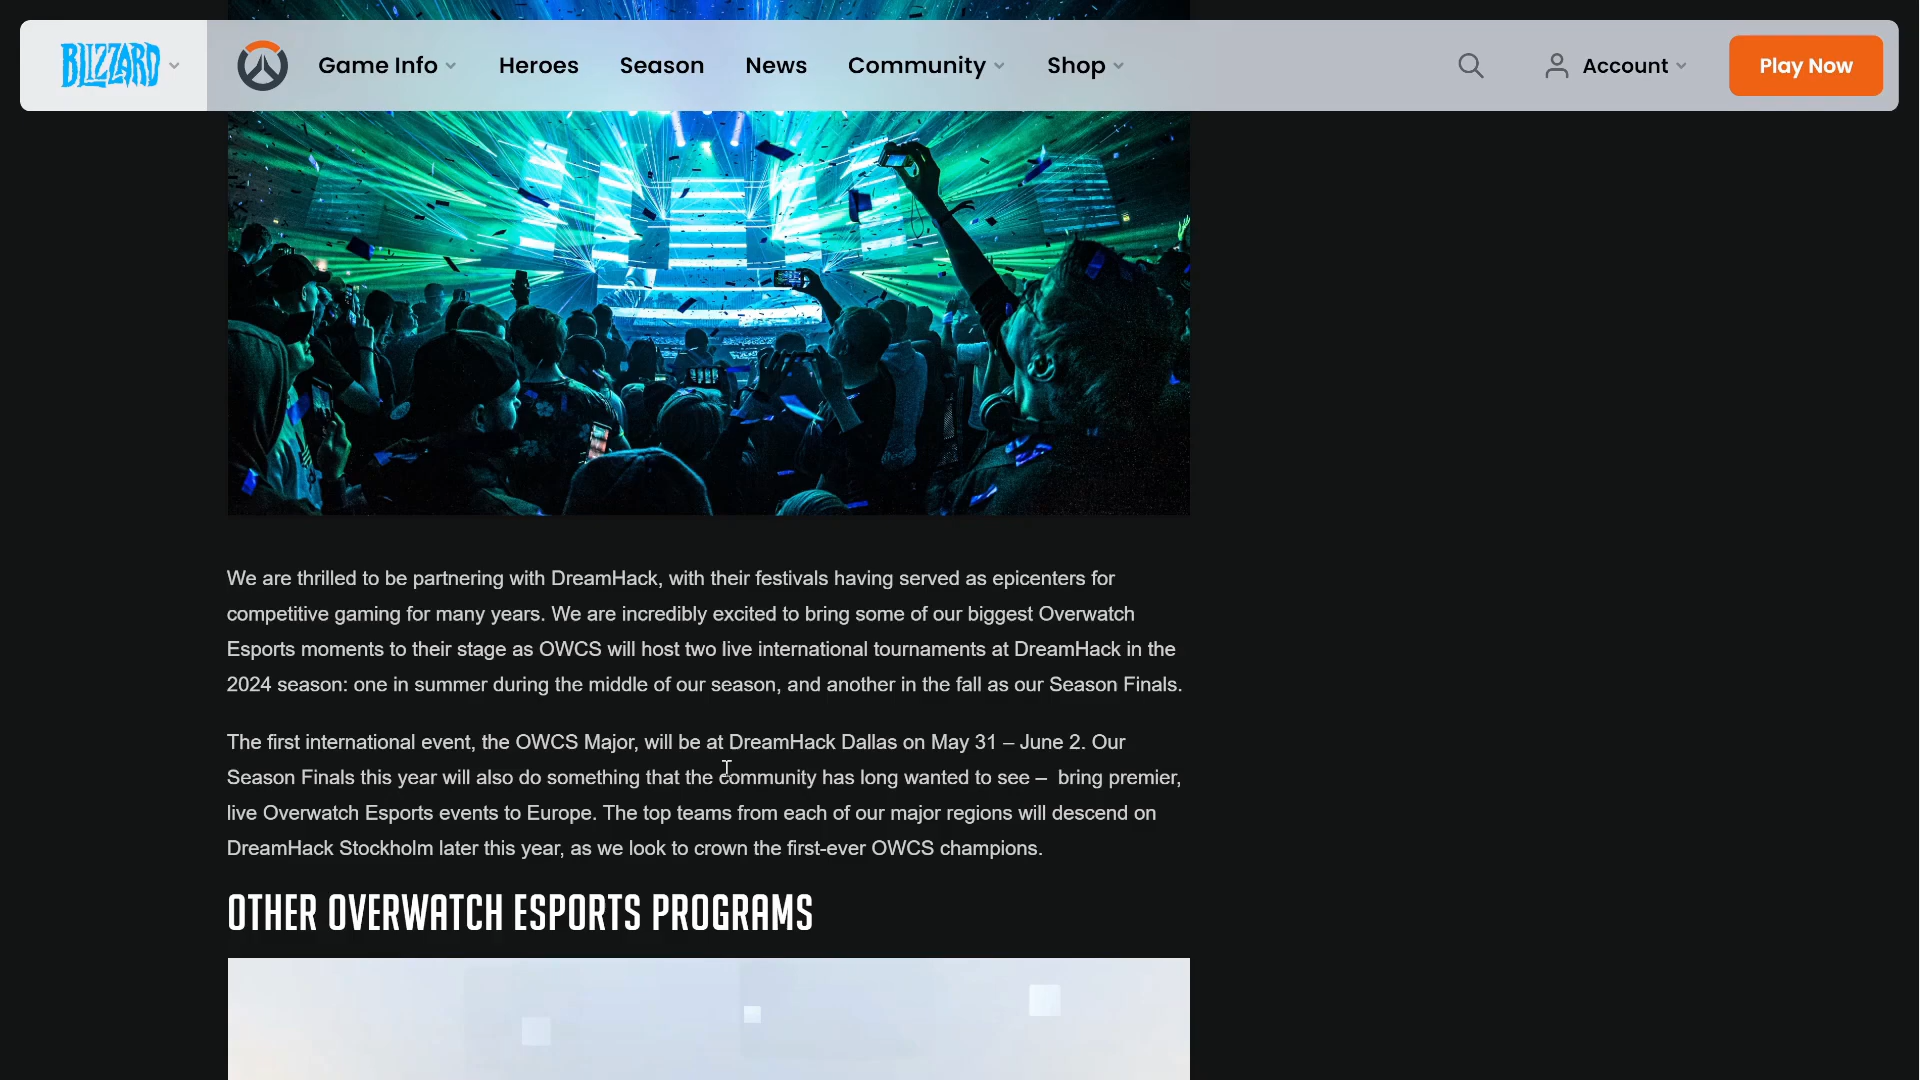 BLIZZARD
Game Info
Heroes
Season
News
Community
Shop
Account
Play Now
We are thrilled to be partnering with DreamHack, with their festivals having served as epicenters for
competitive gaming for many years. We are incredibly excited to bring some of our biggest Overwatch
Esports moments to their stage as OWCS will host two live international tournaments at DreamHack in the
2024 season: one in summer during the middle of our season, and another in the fall as our Season Finals.
The first international event, the OWCS Major, will be at DreamHack Dallas on May 31 – June 2. Our
Season Finals this year will also do something that the community has long wanted to see –  bring premier,
live Overwatch Esports events to Europe. The top teams from each of our major regions will descend on
DreamHack Stockholm later this year, as we look to crown the first-ever OWCS champions.
OTHER OVERWATCH ESPORTS PROGRAMS